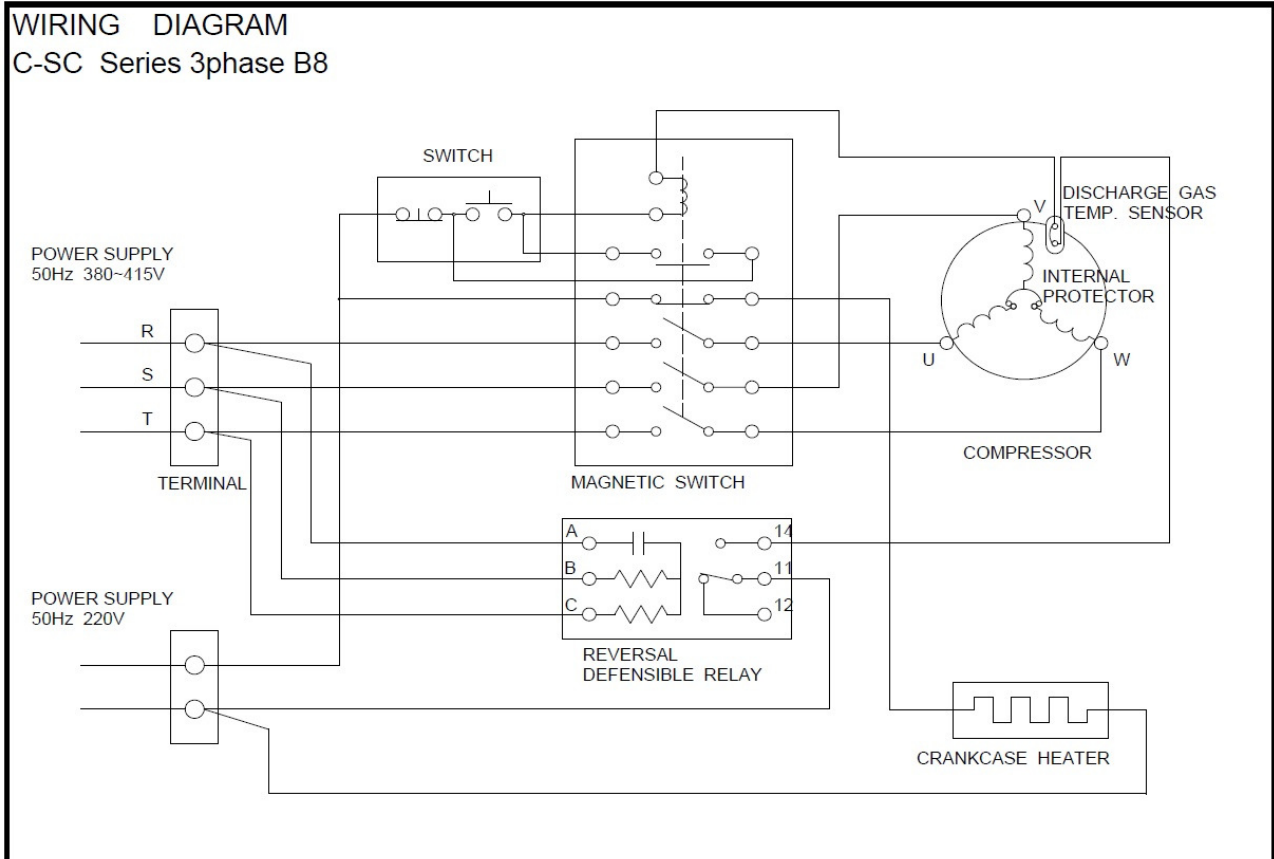 WIRING DIAGRAM
C-SC Series 3phase B8
SWITCH
DISCHARGE GAS
TEMP. SENSOR
V
POWER SUPPLY
50Hz 380~415V
INTERNAL
PROTECTOR
R
S
T
U
W
COMPRESSOR
TERMINAL
MAGNETIC SWITCH
A
14
B
11
C
12
POWER SUPPLY
50Hz 220V
REVERSAL
DEFENSIBLE RELAY
CRANKCASE HEATER